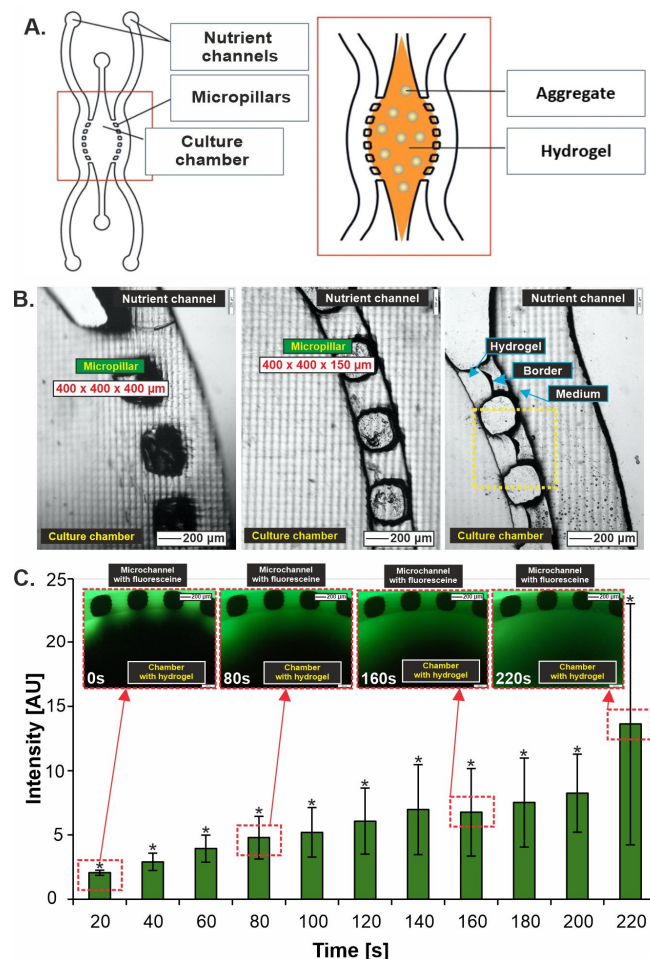 A.
Nutrient
channels
Micropillars
Culture
chamber
Aggregate
Hydrogel
B.
Nutrient channel
Micropillar
400 x 400 x 400 µm
Culture chamber
200 µm
Nutrient channel
Micropillar
400 x 400 x 150 µm
Culture chamber
200 µm
Nutrient channel
Hydrogel
Border
Medium
Culture chamber
200 µm
C.
Microchannel
with fluoresceine
200 µm
0s
Chamber
with hydrogel
Microchannel
with fluoresceine
200 µm
80s
Chamber
with hydrogel
Microchannel
with fluoresceine
200 µm
160s
Chamber
with hydrogel
Microchannel
with fluoresceine
200 µm
220s
Chamber
with hydrogel
Intensity [AU]
25
20
15
10
5
0
* * * * * * * * * * *
20 40 60 80 100 120 140 160 180 200 220
Time [s]